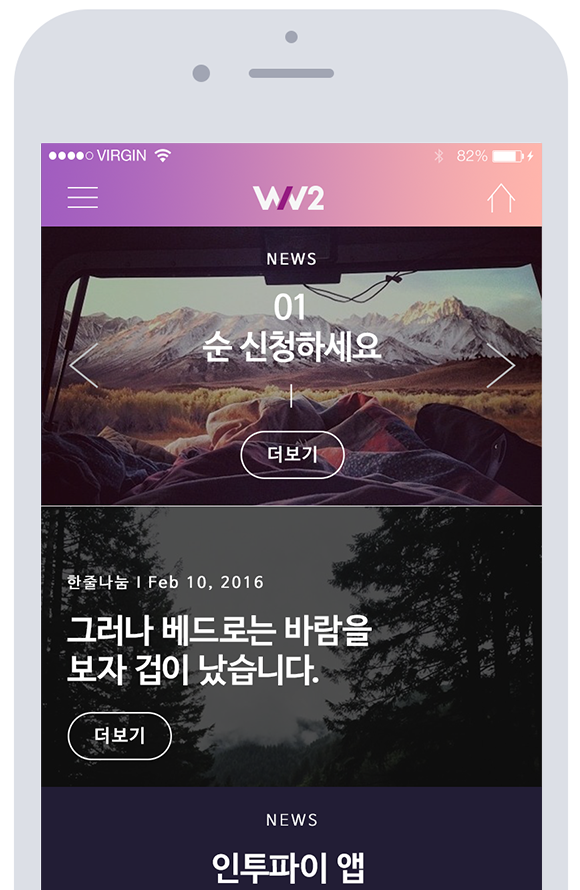 VIRGIN
82%
WV2
NEWS
01
순 신청하세요
더보기
한줄나눔 I Feb 10, 2016
그러나 베드로는 바람을
보자 겁이 났습니다.
더보기
NEWS
인투파이 앱